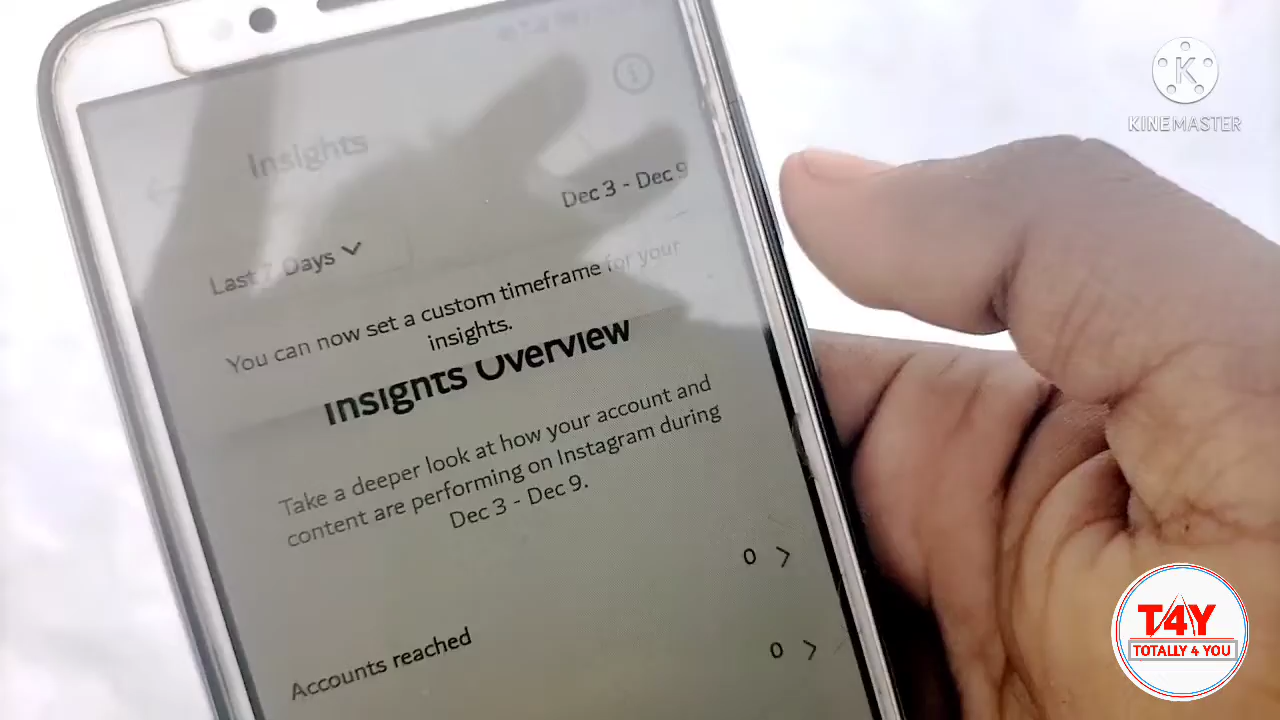 KINEMASTER
Insights
Dec 3 - Dec 9
Last 7 Days
You can now set a custom timeframe for your
insights.
Insights Overview
Take a deeper look at how your account and
content are performing on Instagram during
Dec 3 - Dec 9.
0
Accounts reached
0
T4Y
TOTALLY 4 YOU